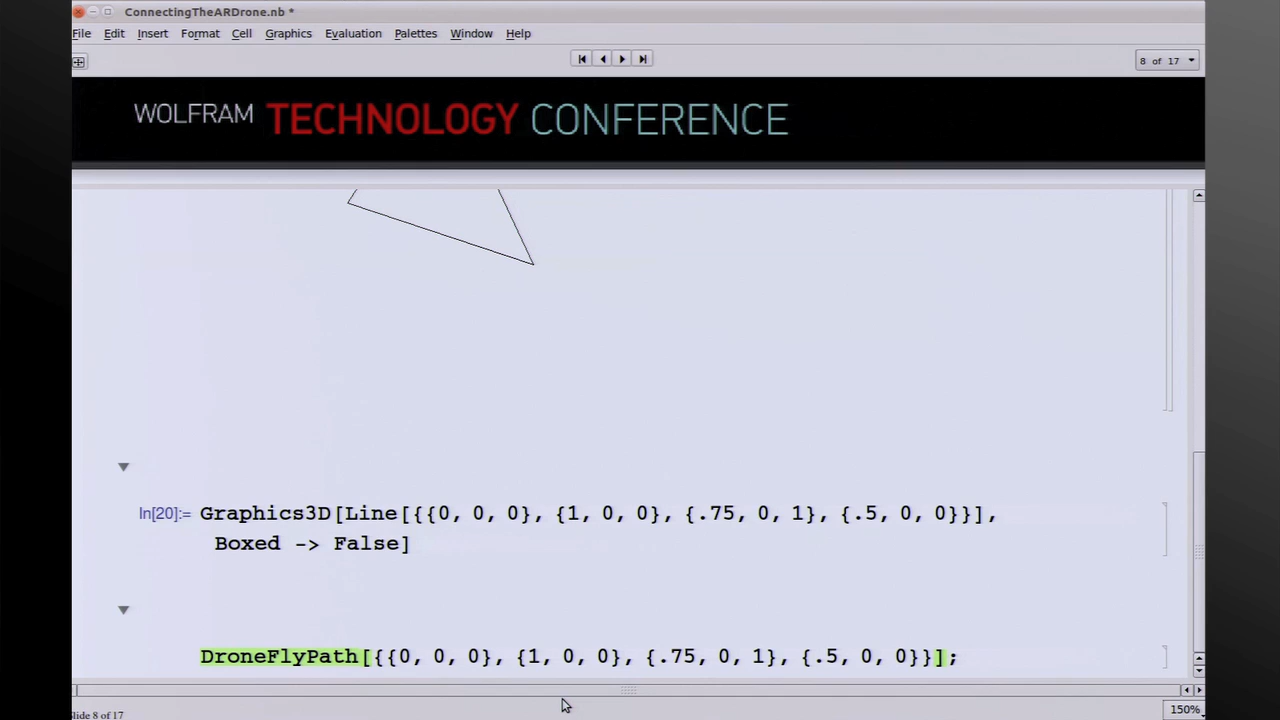 ConnectingTheARDrone.nb *
File Edit Insert Format Cell Graphics Evaluation Palettes Window Help
8 of 17
WOLFRAM TECHNOLOGY CONFERENCE
In[20]:= Graphics3D[Line[{{0, 0, 0}, {1, 0, 0}, {.75, 0, 1}, {.5, 0, 0}}],
Boxed -> False]
DroneFlyPath[{{0, 0, 0}, {1, 0, 0}, {.75, 0, 1}, {.5, 0, 0}}];
150%
Slide 8 of 17